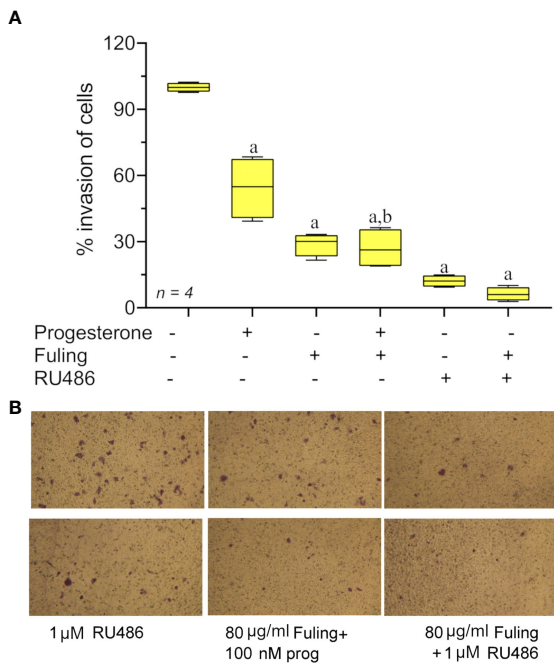 A
120
90
60
30
0
% invasion of cells
a
a
a,b
a
a
n = 4
Progesterone - + - + - -
Fuling - - + + - +
RU486 - - - - + +
B
1 µM RU486
80 µg/ml Fuling+
100 nM prog
80 µg/ml Fuling
+1 µM RU486